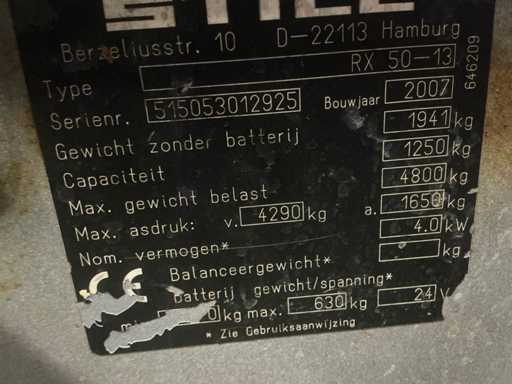 STILL
Berzeliusstr. 10 D-22113 Hamburg
Type RX 50-13
Serienr. 515053012925 Bouwjaar 2007
Gewicht zonder batterij 1941 kg
Capaciteit 1250 kg
Max. gewicht belast 4800 kg
Max. asdruk: v. 4290 kg a. 1650 kg
Nom. vermogen* 4.0 kW
Balanceergewicht* kg
CE Batterij gewicht/spanning*
kg max. 630 kg 24 V
* Zie Gebruiksaanwijzing
646209